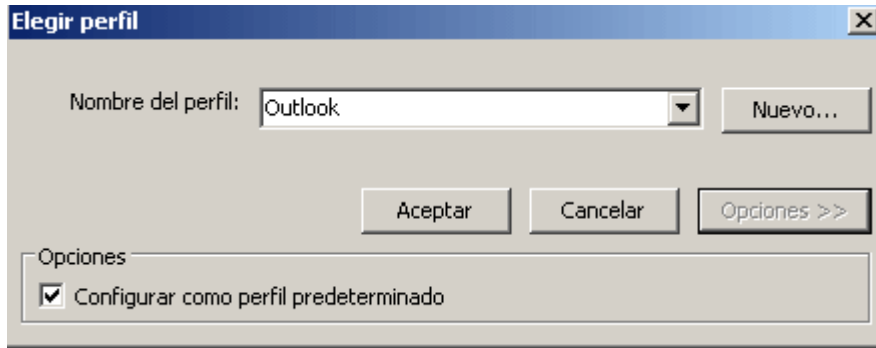 Elegir perfil
Nombre del perfil: Outlook Nuevo...
Aceptar Cancelar Opciones >>
Opciones
Configurar como perfil predeterminado